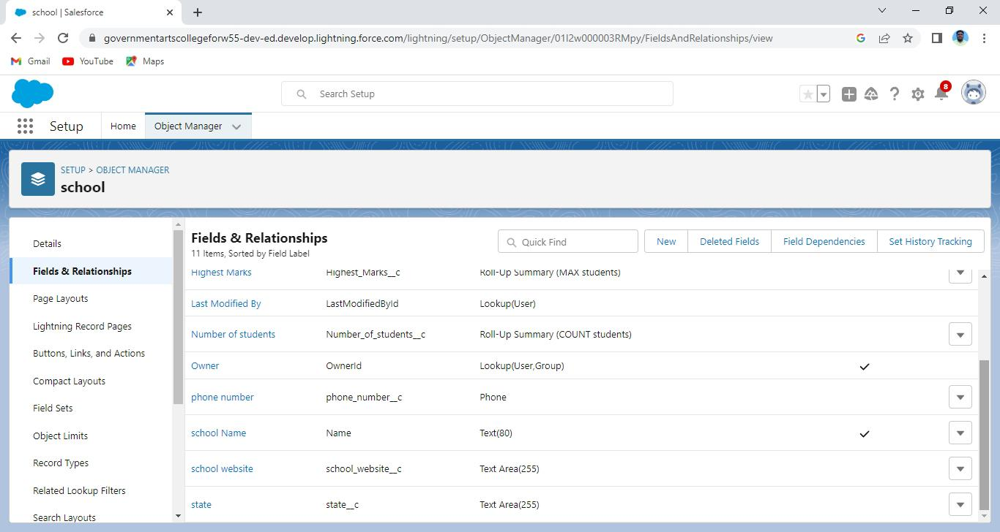 school | Salesforce
governmentartscollegeforw55-dev-ed.develop.lightning.force.com/lightning/setup/ObjectManager/01I2w000003RMpy/FieldsAndRelationships/view
Gmail YouTube Maps
Search Setup
8
Setup Home Object Manager
SETUP > OBJECT MANAGER
school
Details
Fields & Relationships
Page Layouts
Lightning Record Pages
Buttons, Links, and Actions
Compact Layouts
Field Sets
Object Limits
Record Types
Related Lookup Filters
Search Layouts
Fields & Relationships
11 Items, Sorted by Field Label
Quick Find
New Deleted Fields Field Dependencies Set History Tracking
Highest Marks Highest_Marks__c Roll-Up Summary (MAX students)
Last Modified By LastModifiedById Lookup(User)
Number of students Number_of_students__c Roll-Up Summary (COUNT students)
Owner OwnerId Lookup(User,Group)
phone number phone_number__c Phone
school Name Name Text(80)
school website school_website__c Text Area(255)
state state__c Text Area(255)